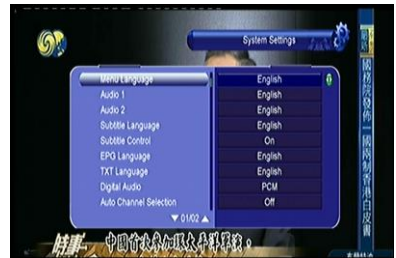 System Settings
Menu Language English
Audio 1 English
Audio 2 English
Subtitle Language English
Subtitle Control On
EPG Language English
TXT Language English
Digital Audio PCM
Auto Channel Selection Off
▼ 01/02 ▲
國務院發佈一國兩制香港白皮書
時事
中國首次參加環太平洋軍演。